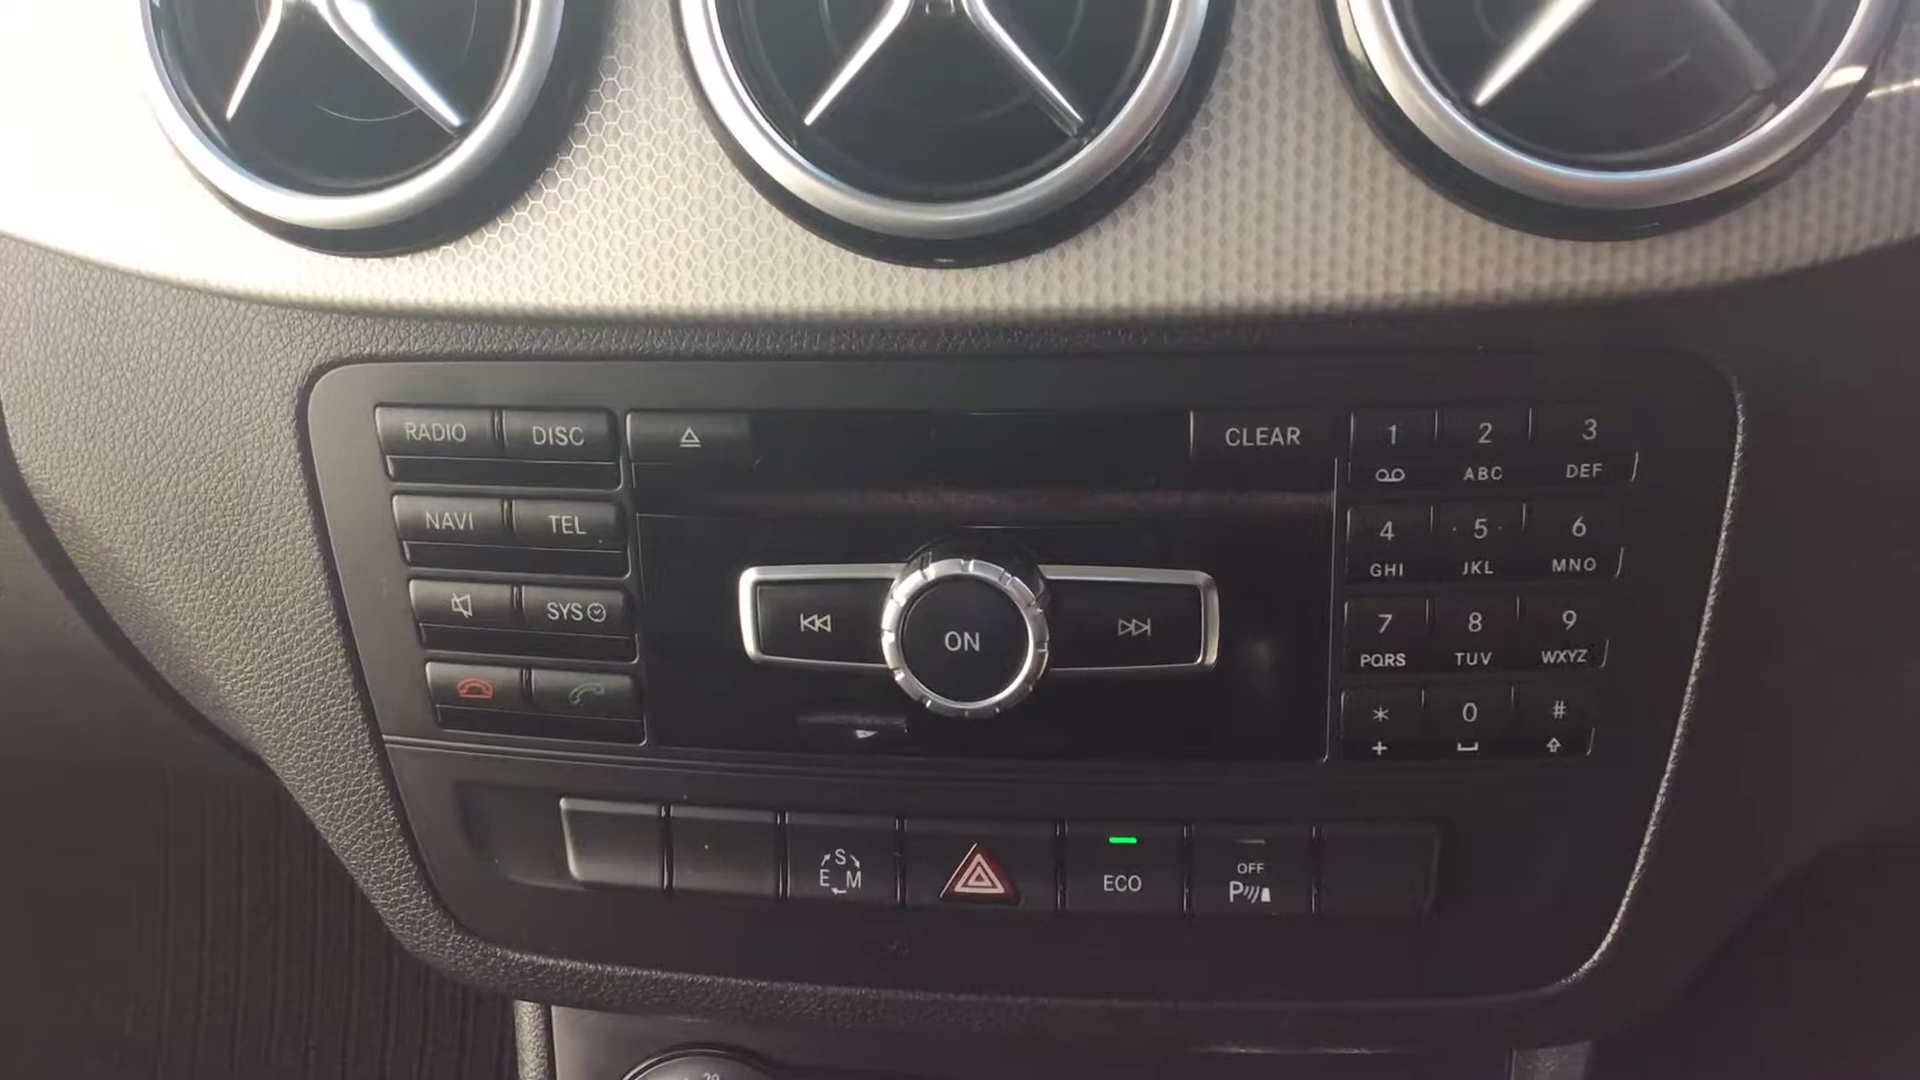 RADIO DISC CLEAR 1 2 3
ABC DEF
NAVI TEL 4 5 6
GHI JKL MNO
SYS ON 7 8 9
PQRS TUV WXYZ
* 0 #
+
S
E M
ECO
OFF
P
20